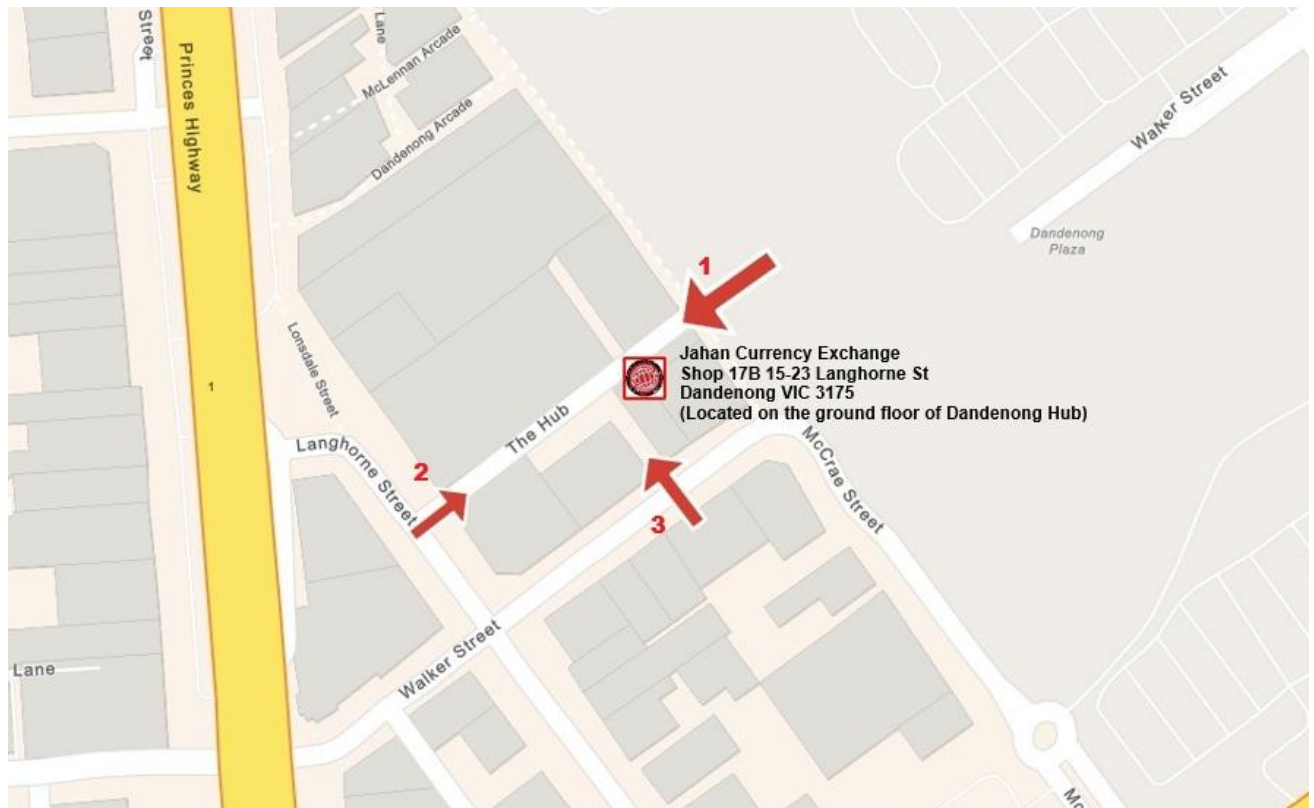 Street
Lane
McLennan Arcade
Dandenong Arcade
Princes Highway
Walker Street
Dandenong
Plaza
1
Jahan Currency Exchange
Shop 17B 15-23 Langhorne St
Dandenong VIC 3175
(Located on the ground floor of Dandenong Hub)
Lonsdale Street
1
The Hub
Langhorne Street
2
McCrae Street
3
Walker Street
Lane
Mc